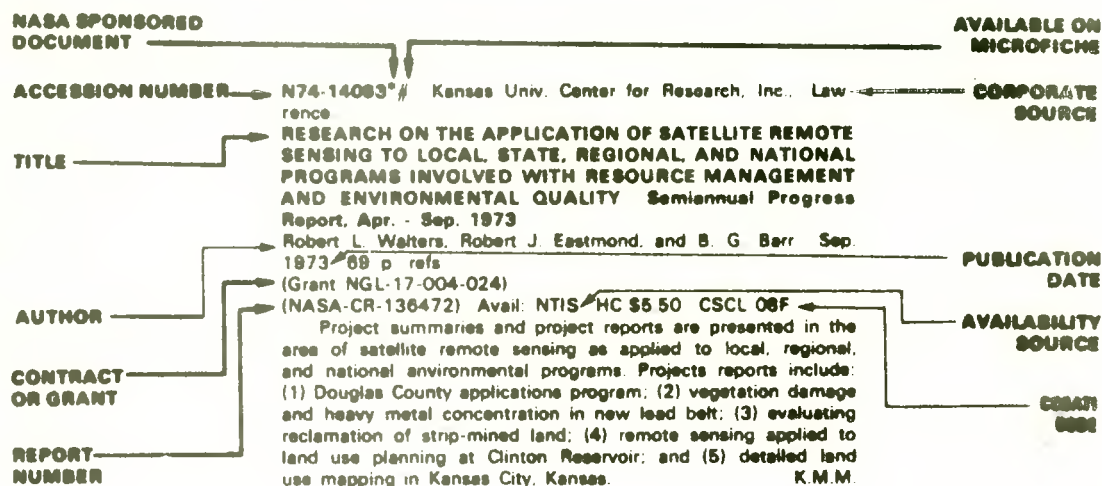 NASA SPONSORED
DOCUMENT
AVAILABLE ON
MICROFICHE
ACCESSION NUMBER
N74-14083*# Kansas Univ. Center for Research, Inc., Law-
rence
CORPORATE
SOURCE
TITLE
RESEARCH ON THE APPLICATION OF SATELLITE REMOTE
SENSING TO LOCAL, STATE, REGIONAL, AND NATIONAL
PROGRAMS INVOLVED WITH RESOURCE MANAGEMENT
AND ENVIRONMENTAL QUALITY Semiannual Progress
Report, Apr. - Sep. 1973
Robert L. Walters, Robert J. Eastmond, and B. G. Barr Sep.
1973 69 p refs
PUBLICATION
DATE
(Grant NGL-17-004-024)
AUTHOR
(NASA-CR-136472) Avail: NTIS HC $5.50 CSCL 08F
AVAILABILITY
SOURCE
Project summaries and project reports are presented in the
area of satellite remote sensing as applied to local, regional,
and national environmental programs. Projects reports include:
CONTRACT
OR GRANT
(1) Douglas County applications program; (2) vegetation damage
and heavy metal concentration in new lead belt; (3) evaluating
COSATI
reclamation of strip-mined land; (4) remote sensing applied to
REPORT
NUMBER
land use planning at Clinton Reservoir; and (5) detailed land
use mapping in Kansas City, Kansas. K.M.M.